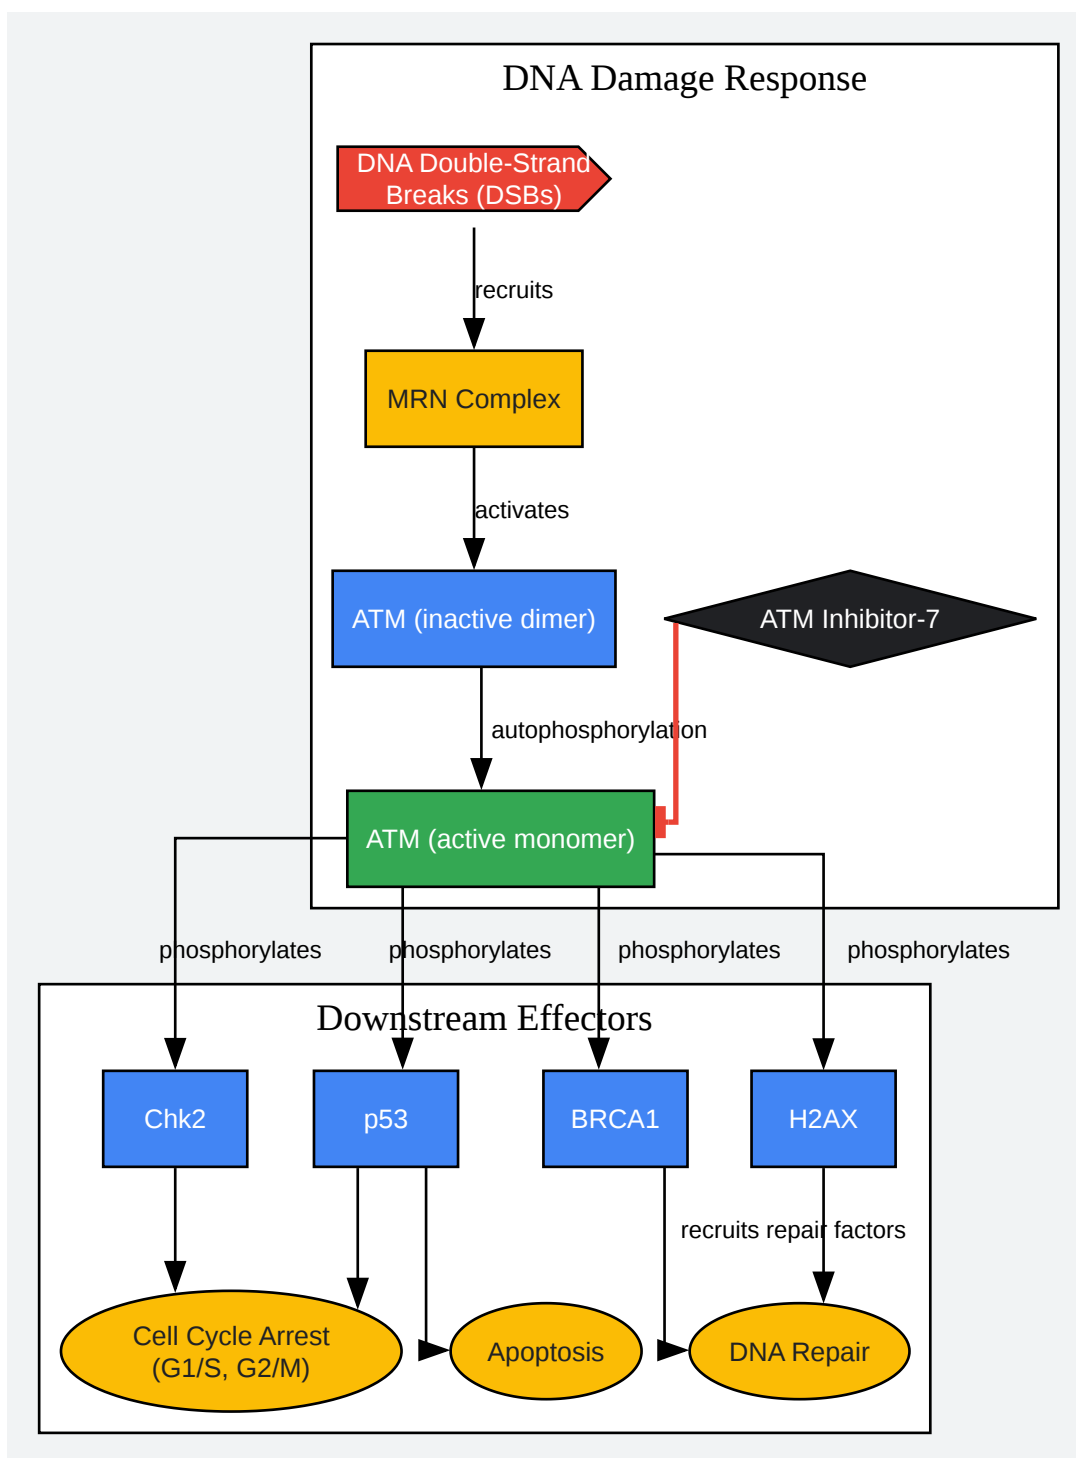 DNA Damage Response
DNA Double-Strand
Breaks (DSBs)
recruits
MRN Complex
activates
ATM (inactive dimer)
ATM Inhibitor-7
autophosphorylation
ATM (active monomer)
phosphorylates
phosphorylates
phosphorylates
phosphorylates
Downstream Effectors
Chk2
p53
BRCA1
H2AX
recruits repair factors
Cell Cycle Arrest
(G1/S, G2/M)
Apoptosis
DNA Repair